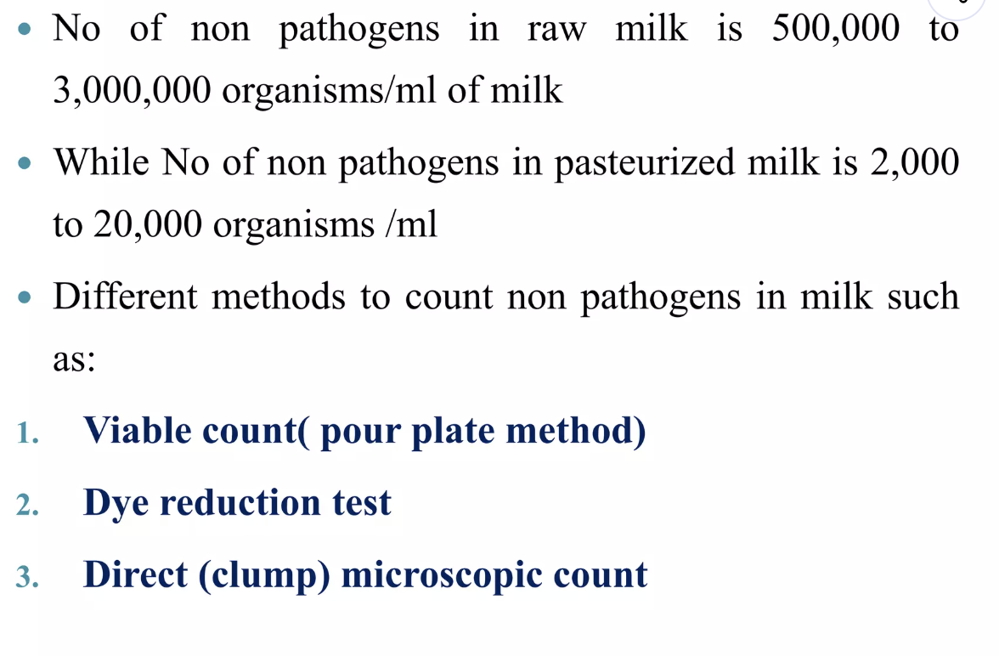 • No of non pathogens in raw milk is 500,000 to
3,000,000 organisms/ml of milk
• While No of non pathogens in pasteurized milk is 2,000
to 20,000 organisms /ml
• Different methods to count non pathogens in milk such
as:
1. Viable count( pour plate method)
2. Dye reduction test
3. Direct (clump) microscopic count